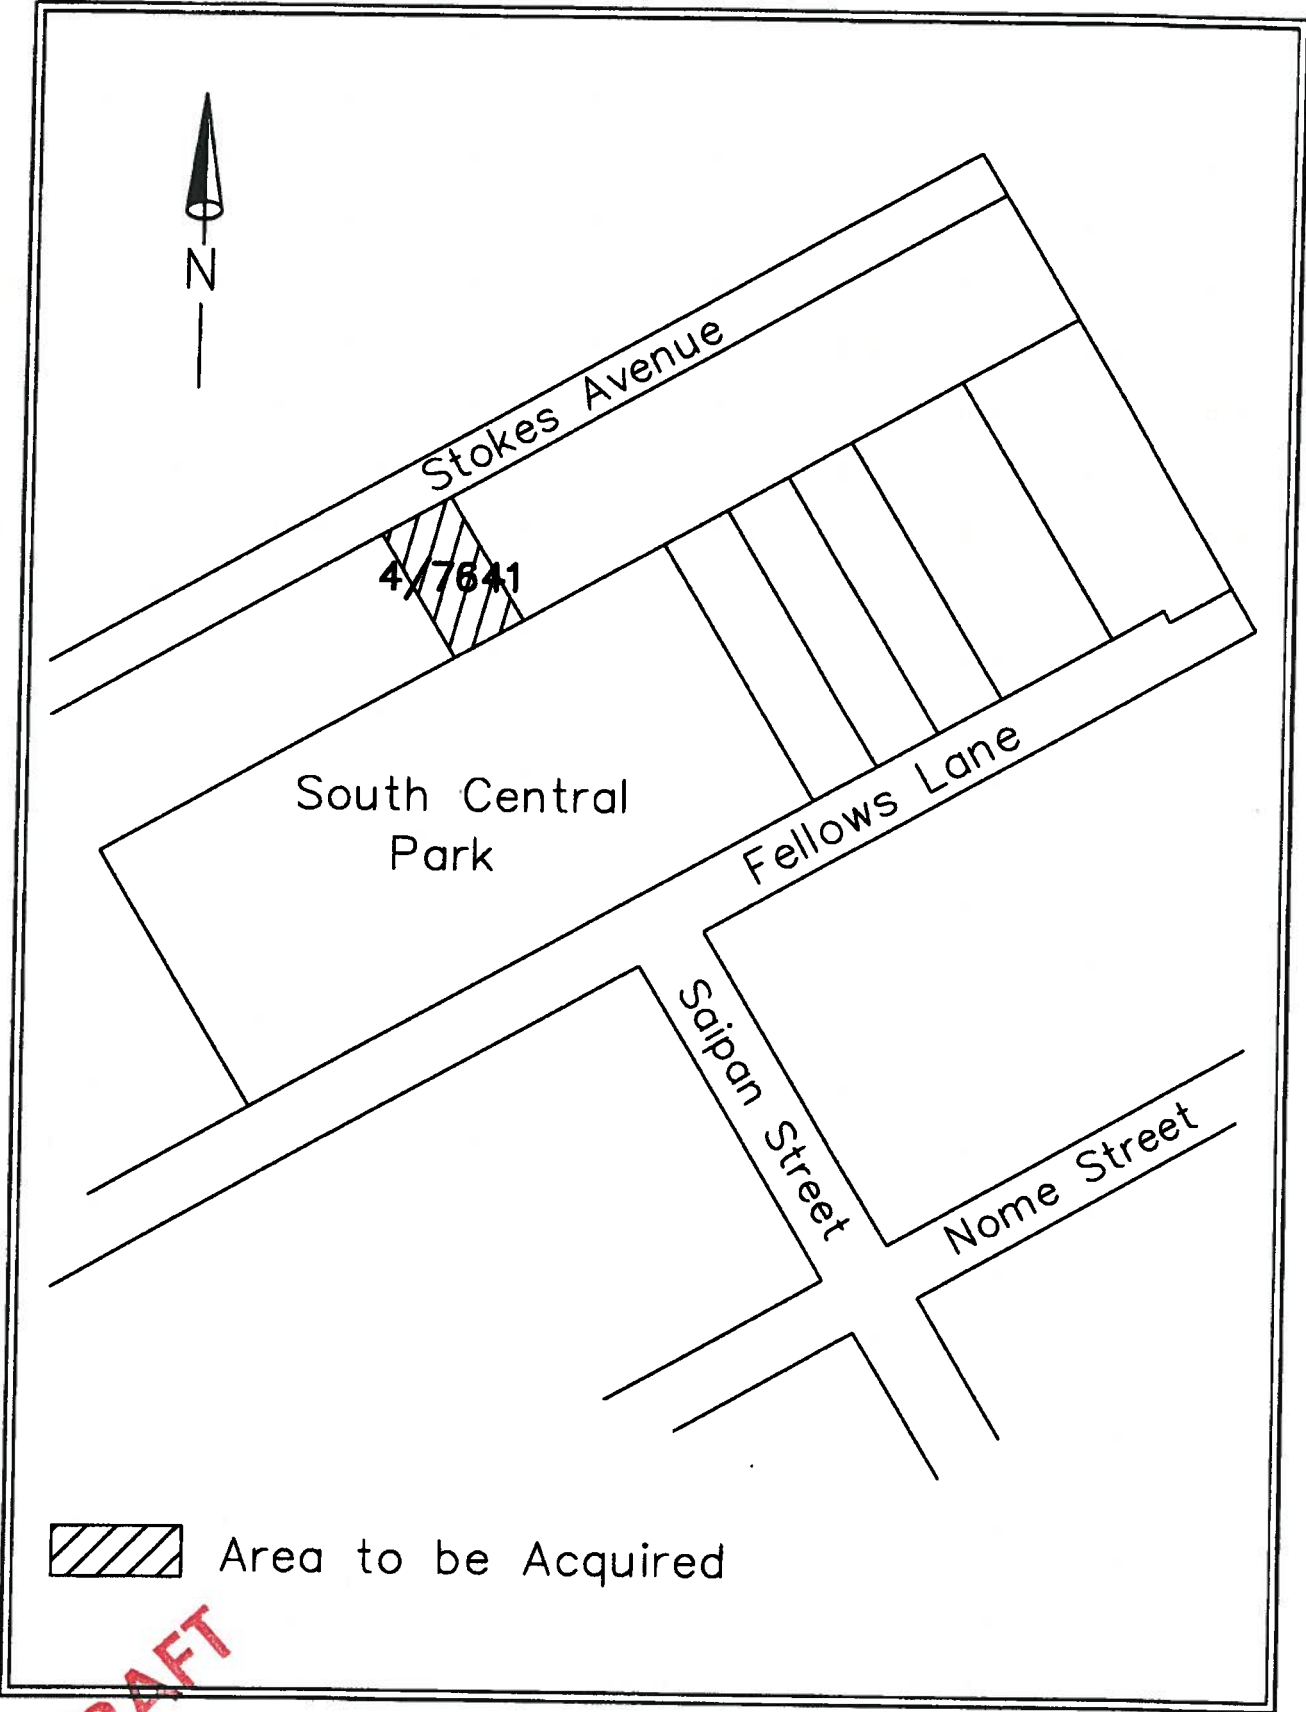 N
Stokes Avenue
4/7641
South Central
Park
Fellows Lane
Saipan Street
Nome Street
Area to be Acquired